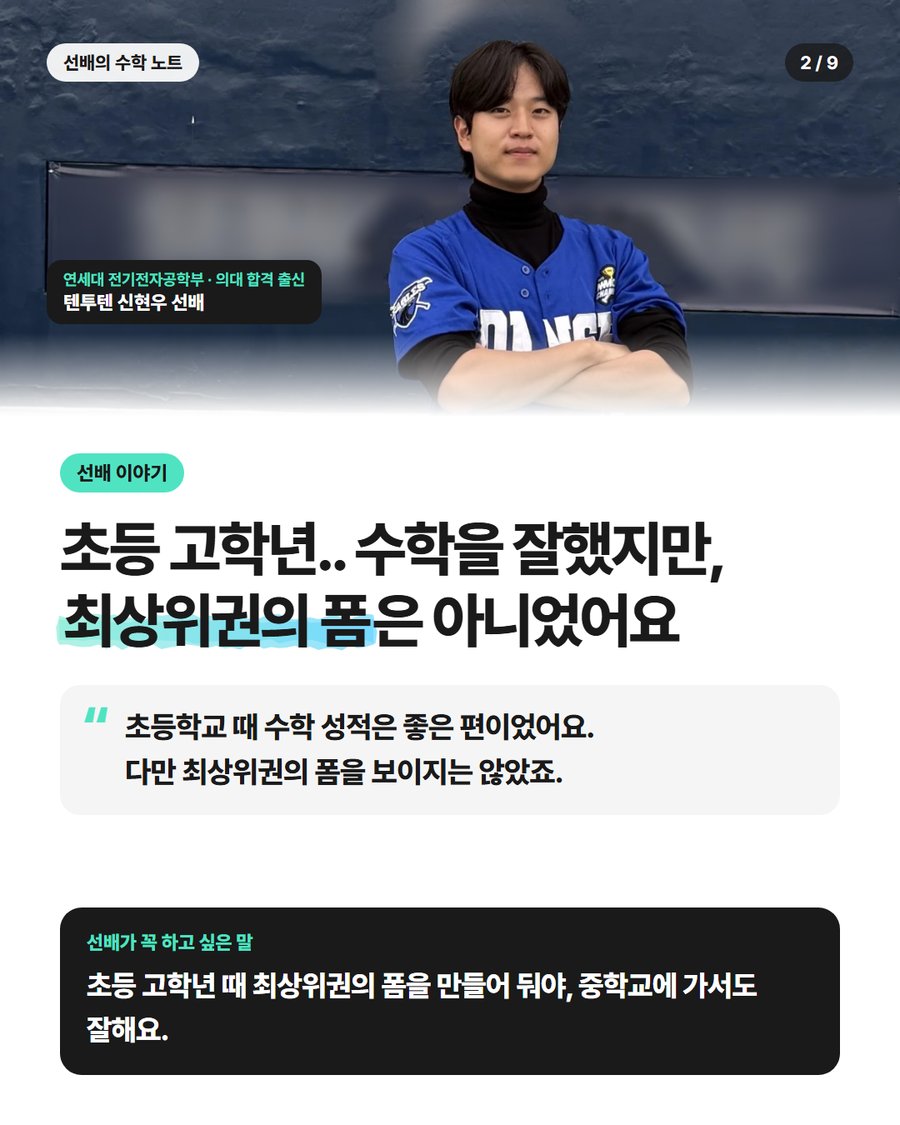 선배의 수학 노트
2 / 9
연세대 전기전자공학부 · 의대 합격 출신
텐투텐 신현우 선배
EAGLES
선배 이야기
초등 고학년.. 수학을 잘했지만,
최상위권의 폼은 아니었어요
“ 초등학교 때 수학 성적은 좋은 편이었어요.
다만 최상위권의 폼을 보이지는 않았죠.
선배가 꼭 하고 싶은 말
초등 고학년 때 최상위권의 폼을 만들어 둬야, 중학교에 가서도
잘해요.